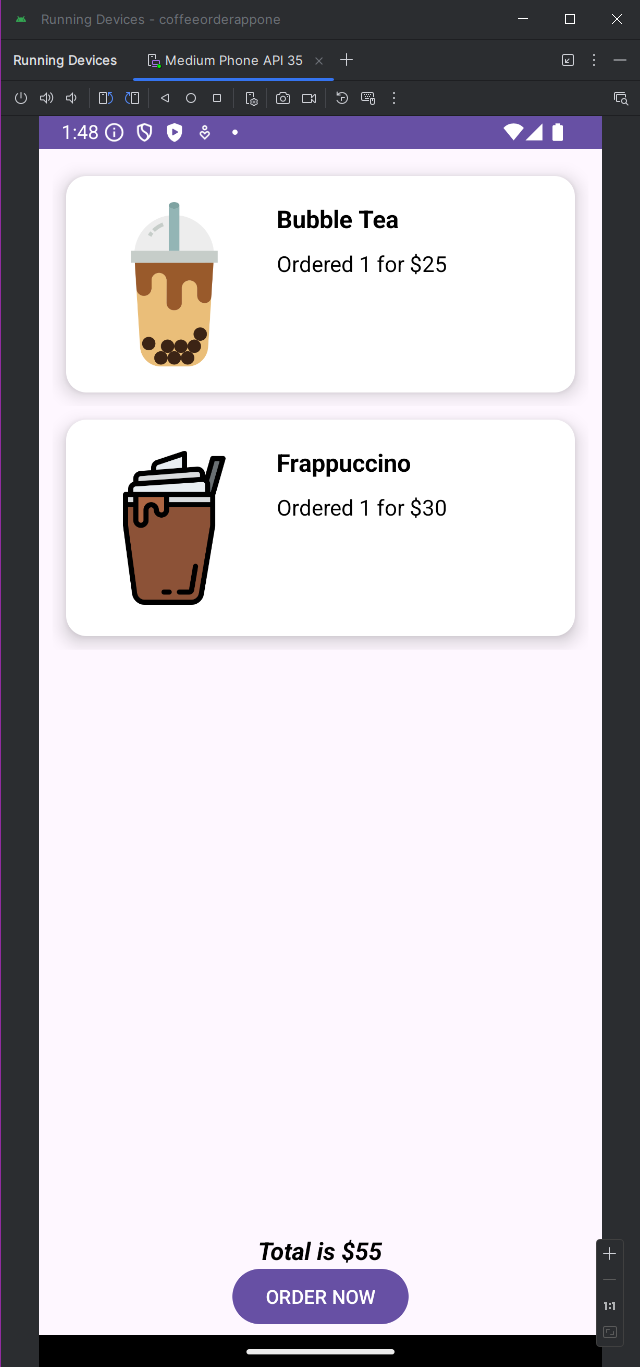 Running Devices - coffeeorderappone
Running Devices
Medium Phone API 35
1:48
Bubble Tea
Ordered 1 for $25
Frappuccino
Ordered 1 for $30
Total is $55
ORDER NOW
1:1